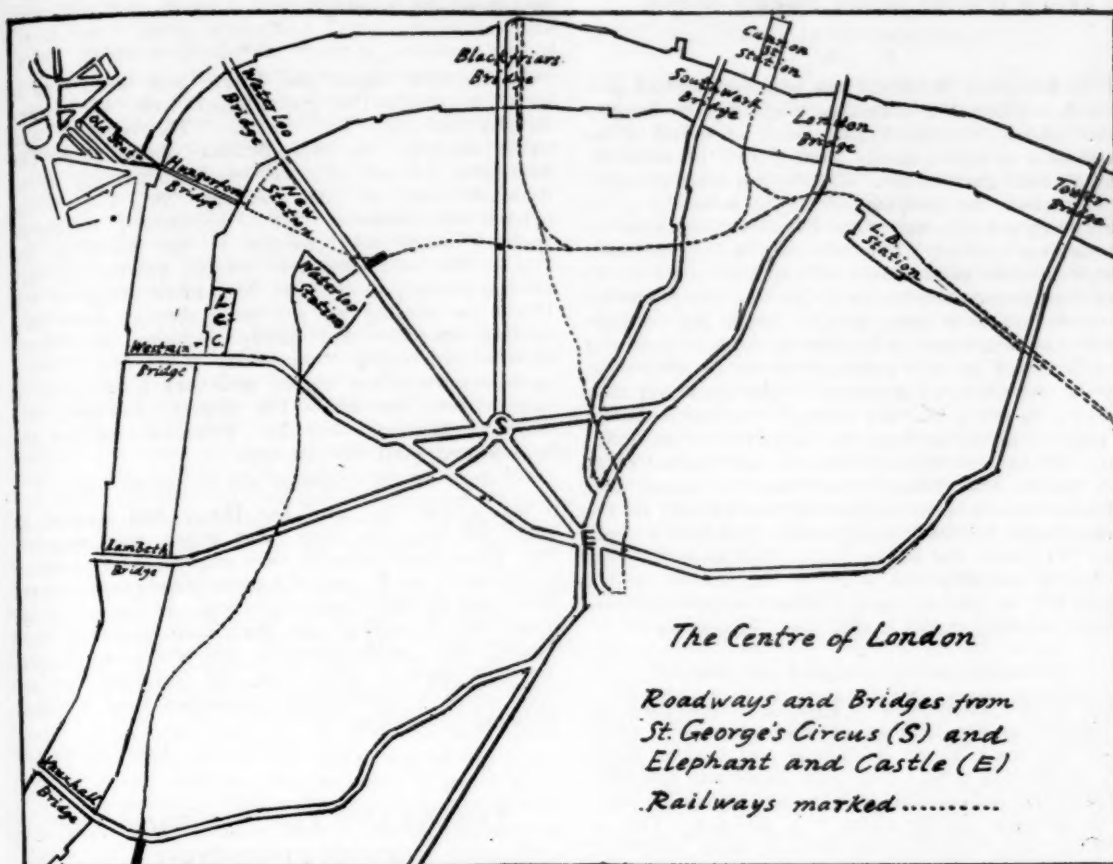 Cannon
St
Station
Blackfriars
Bridge
Waterloo
Bridge
Southwark
Bridge
London
Bridge
Hungerford
Bridge
New
Station
Tower
Bridge
L.B.
Station
Waterloo
Station
L.
C.
C.
Westmin-
Bridge
S
Lambeth
Bridge
E
The Centre of London
Roadways and Bridges from
St. George's Circus (S) and
Elephant and Castle (E)
Railways marked ..........
Vauxhall
Bridge